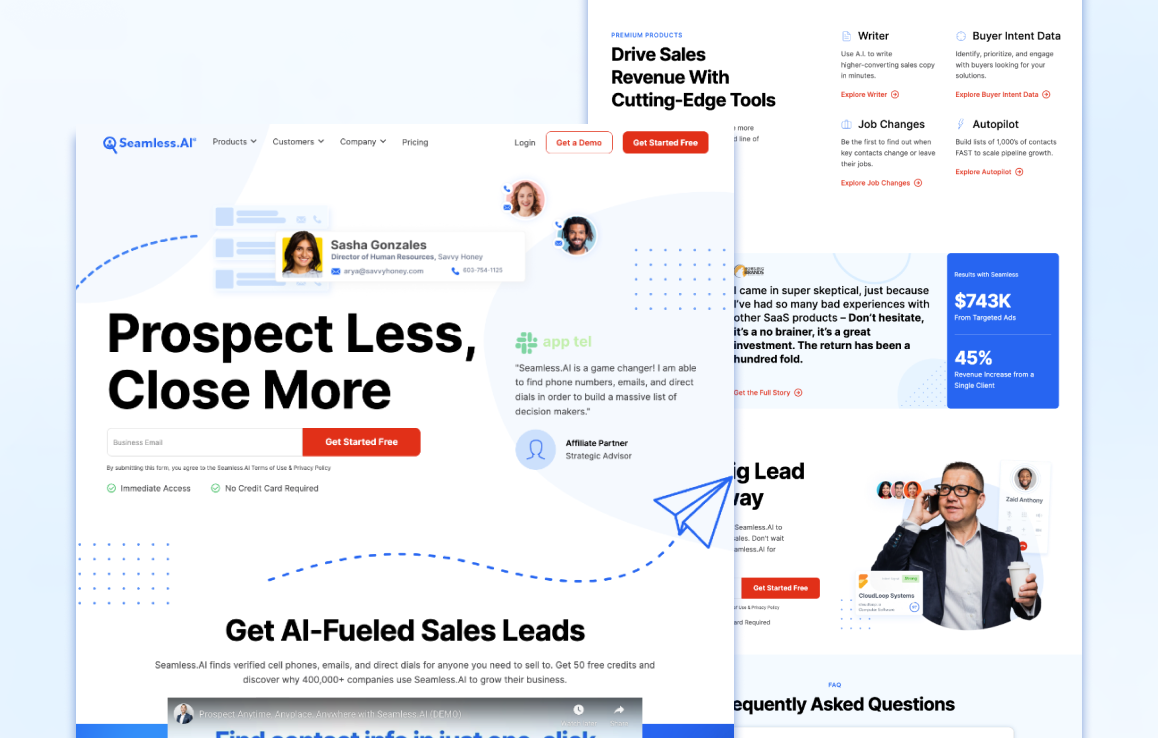 Seamless.AI®
Products
Customers
Company
Pricing
Login
Get a Demo
Get Started Free
Sasha Gonzales
Director of Human Resources, Savvy Honey
arya@savvyhoney.com
603-754-1125
Prospect Less,
Close More
Business Email
Get Started Free
By submitting this form, you agree to the Seamless.AI Terms of Use & Privacy Policy
Immediate Access
No Credit Card Required
app tel
"Seamless.AI is a game changer! I am able
to find phone numbers, emails, and direct
dials in order to build a massive list of
decision makers."
Affiliate Partner
Strategic Advisor
Get AI-Fueled Sales Leads
Seamless.AI finds verified cell phones, emails, and direct dials for anyone you need to sell to. Get 50 free credits and
discover why 400,000+ companies use Seamless.AI to grow their business.
Prospect Anytime, Anyplace, Anywhere with Seamless.AI (DEMO)
Find contact info in just one-click
PREMIUM PRODUCTS
Drive Sales
Revenue With
Cutting-Edge Tools
more
line of
Writer
Use A.I. to write
higher-converting sales copy
in minutes.
Explore Writer
Buyer Intent Data
Identify, prioritize, and engage
with buyers looking for your
solutions.
Explore Buyer Intent Data
Job Changes
Be the first to find out when
key contacts change or leave
their jobs.
Explore Job Changes
Autopilot
Build lists of 1,000's of contacts
FAST to scale pipeline growth.
Explore Autopilot
BRANDS
I came in super skeptical, just because
I've had so many bad experiences with
other SaaS products – Don't hesitate,
it's a no brainer, it's a great
investment. The return has been a
hundred fold.
Get the Full Story
Results with Seamless
$743K
From Targeted Ads
45%
Revenue Increase from a
Single Client
ig Lead
ay
Seamless.AI to
sales. Don't wait
amless.AI for
Get Started Free
of Use & Privacy Policy
ard Required
Zaid Anthony
CloudLoop Systems
FAQ
equently Asked Questions